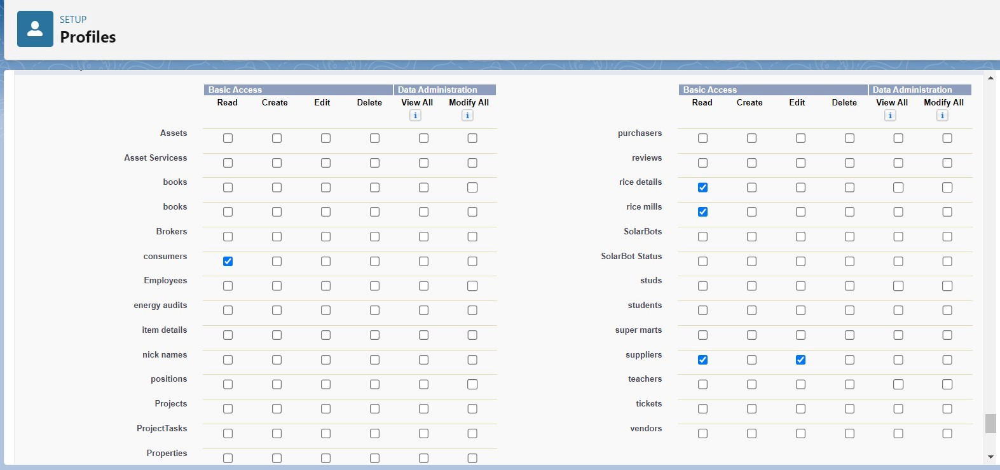 SETUP
Profiles
Basic Access Data Administration
Read Create Edit Delete View All Modify All
i i
Assets
Asset Servicess
books
books
Brokers
consumers
Employees
energy audits
item details
nick names
positions
Projects
ProjectTasks
Properties
Basic Access Data Administration
Read Create Edit Delete View All Modify All
i i
purchasers
reviews
rice details
rice mills
SolarBots
SolarBot Status
studs
students
super marts
suppliers
teachers
tickets
vendors